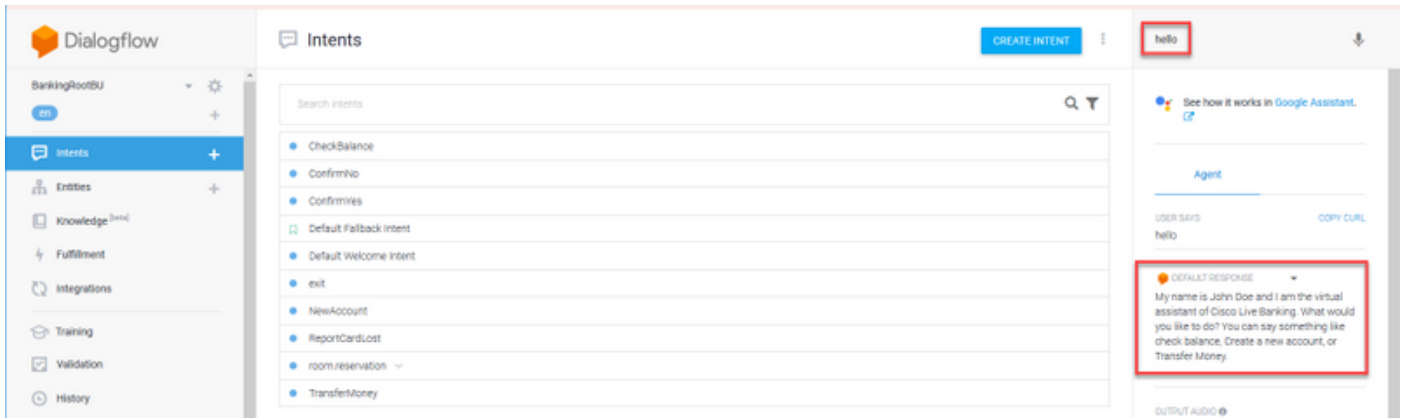 Dialogflow
BankingRootBU
en
Intents
Entities
Knowledge [beta]
Fulfillment
Integrations
Training
Validation
History
Intents
CREATE INTENT
Search intents
CheckBalance
ConfirmNo
ConfirmYes
Default Fallback Intent
Default Welcome Intent
exit
NewAccount
ReportCardLost
room.reservation
TransferMoney
hello
See how it works in Google Assistant.
Agent
USER SAYS COPY CURL
hello
DEFAULT RESPONSE
My name is John Doe and I am the virtual
assistant of Cisco Live Banking. What would
you like to do? You can say something like
check balance, Create a new account, or
Transfer Money.
OUTPUT AUDIO